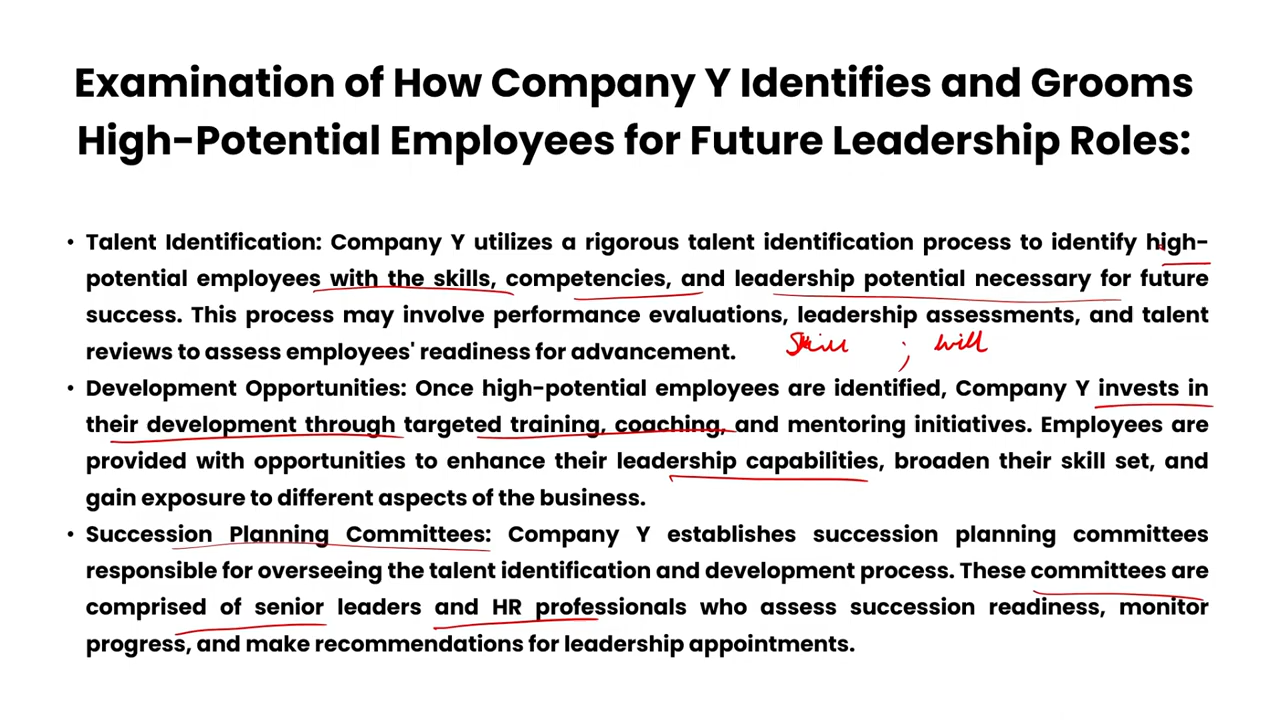 Examination of How Company Y Identifies and Grooms
High-Potential Employees for Future Leadership Roles:
• Talent Identification: Company Y utilizes a rigorous talent identification process to identify high-
potential employees with the skills, competencies, and leadership potential necessary for future
success. This process may involve performance evaluations, leadership assessments, and talent
reviews to assess employees' readiness for advancement.
Skill ; will
• Development Opportunities: Once high-potential employees are identified, Company Y invests in
their development through targeted training, coaching, and mentoring initiatives. Employees are
provided with opportunities to enhance their leadership capabilities, broaden their skill set, and
gain exposure to different aspects of the business.
• Succession Planning Committees: Company Y establishes succession planning committees
responsible for overseeing the talent identification and development process. These committees are
comprised of senior leaders and HR professionals who assess succession readiness, monitor
progress, and make recommendations for leadership appointments.